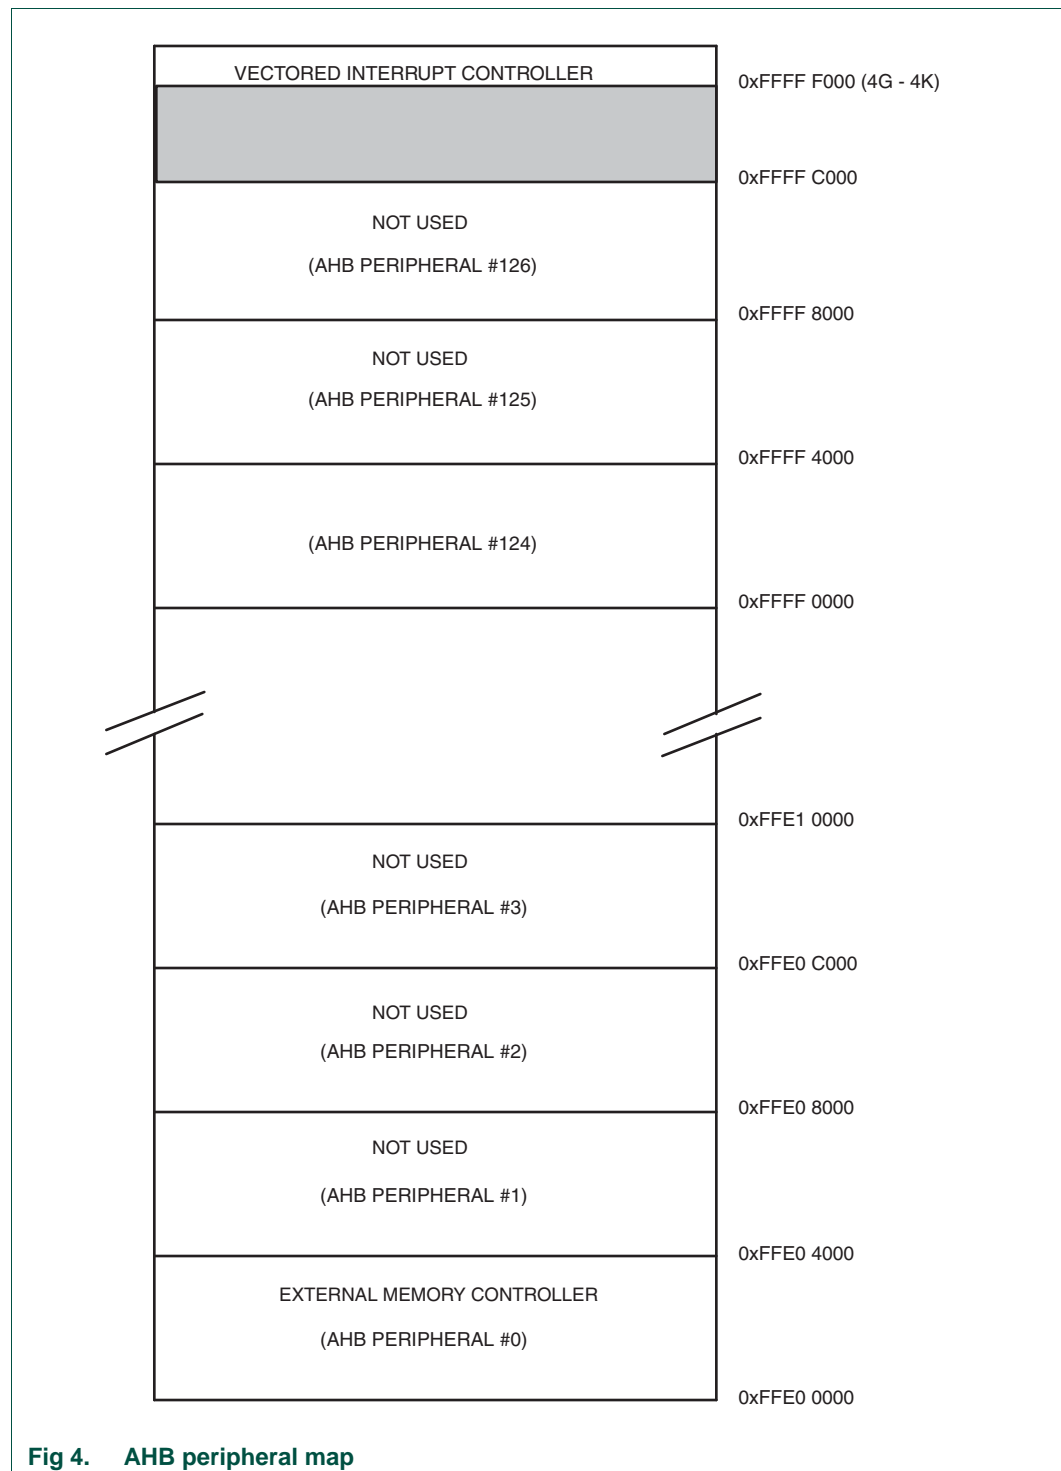 VECTORED INTERRUPT CONTROLLER
0xFFFF F000 (4G - 4K)
0xFFFF C000
NOT USED
(AHB PERIPHERAL #126)
0xFFFF 8000
NOT USED
(AHB PERIPHERAL #125)
0xFFFF 4000
(AHB PERIPHERAL #124)
0xFFFF 0000
0xFFE1 0000
NOT USED
(AHB PERIPHERAL #3)
0xFFE0 C000
NOT USED
(AHB PERIPHERAL #2)
0xFFE0 8000
NOT USED
(AHB PERIPHERAL #1)
0xFFE0 4000
EXTERNAL MEMORY CONTROLLER
(AHB PERIPHERAL #0)
0xFFE0 0000
Fig 4. AHB peripheral map